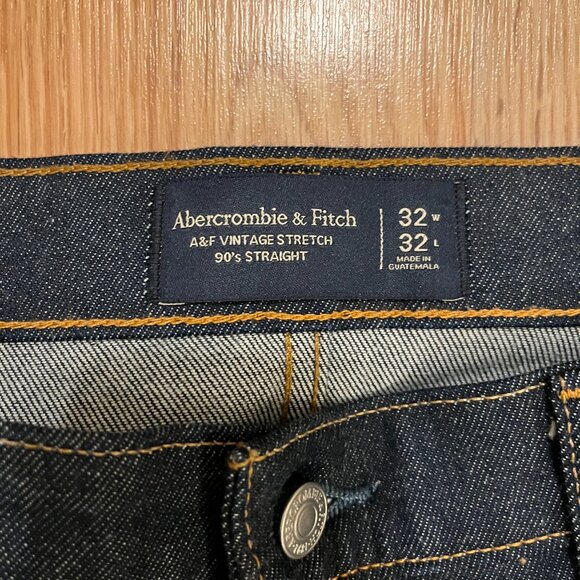 Abercrombie & Fitch
A&F VINTAGE STRETCH
90's STRAIGHT
32 W
32 L
MADE IN
GUATEMALA